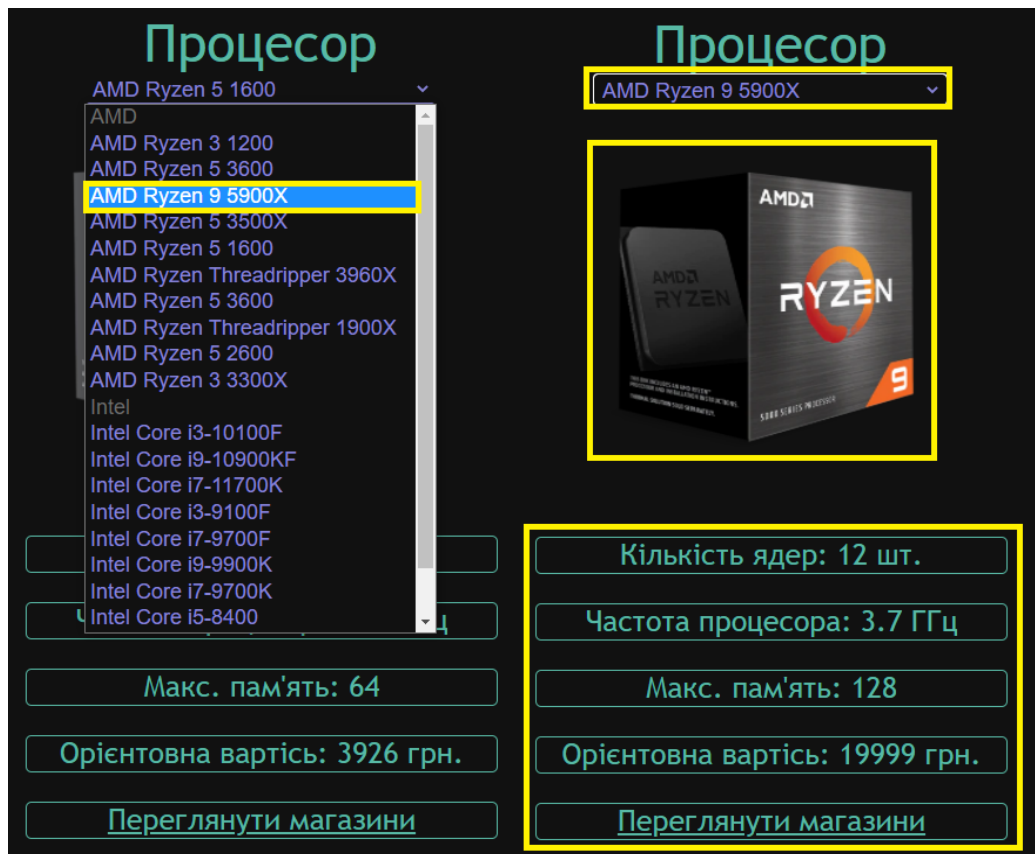 Процесор
AMD Ryzen 5 1600
AMD
AMD Ryzen 3 1200
AMD Ryzen 5 3600
AMD Ryzen 9 5900X
AMD Ryzen 5 3500X
AMD Ryzen 5 1600
AMD Ryzen Threadripper 3960X
AMD Ryzen 5 3600
AMD Ryzen Threadripper 1900X
AMD Ryzen 5 2600
AMD Ryzen 3 3300X
Intel
Intel Core i3-10100F
Intel Core i9-10900KF
Intel Core i7-11700K
Intel Core i3-9100F
Intel Core i7-9700F
Intel Core i9-9900K
Intel Core i7-9700K
Intel Core i5-8400
Макс. пам'ять: 64
Орієнтовна вартісь: 3926 грн.
Переглянути магазини
Процесор
AMD Ryzen 9 5900X
AMD
AMD
RYZEN
RYZEN
9
5000 SERIES PROCESSOR
Кількість ядер: 12 шт.
Частота процесора: 3.7 ГГц
Макс. пам'ять: 128
Орієнтовна вартісь: 19999 грн.
Переглянути магазини